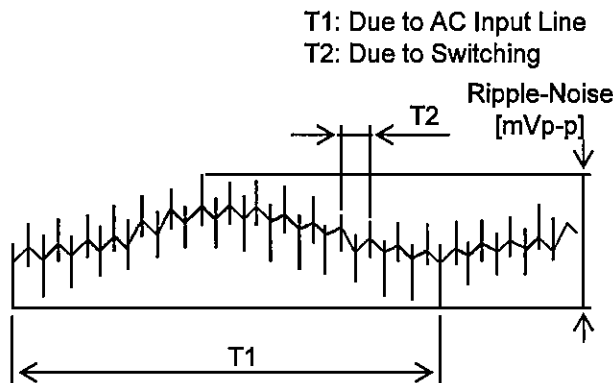 T1: Due to AC Input Line
T2: Due to Switching
Ripple-Noise
[mVp-p]
T2
T1